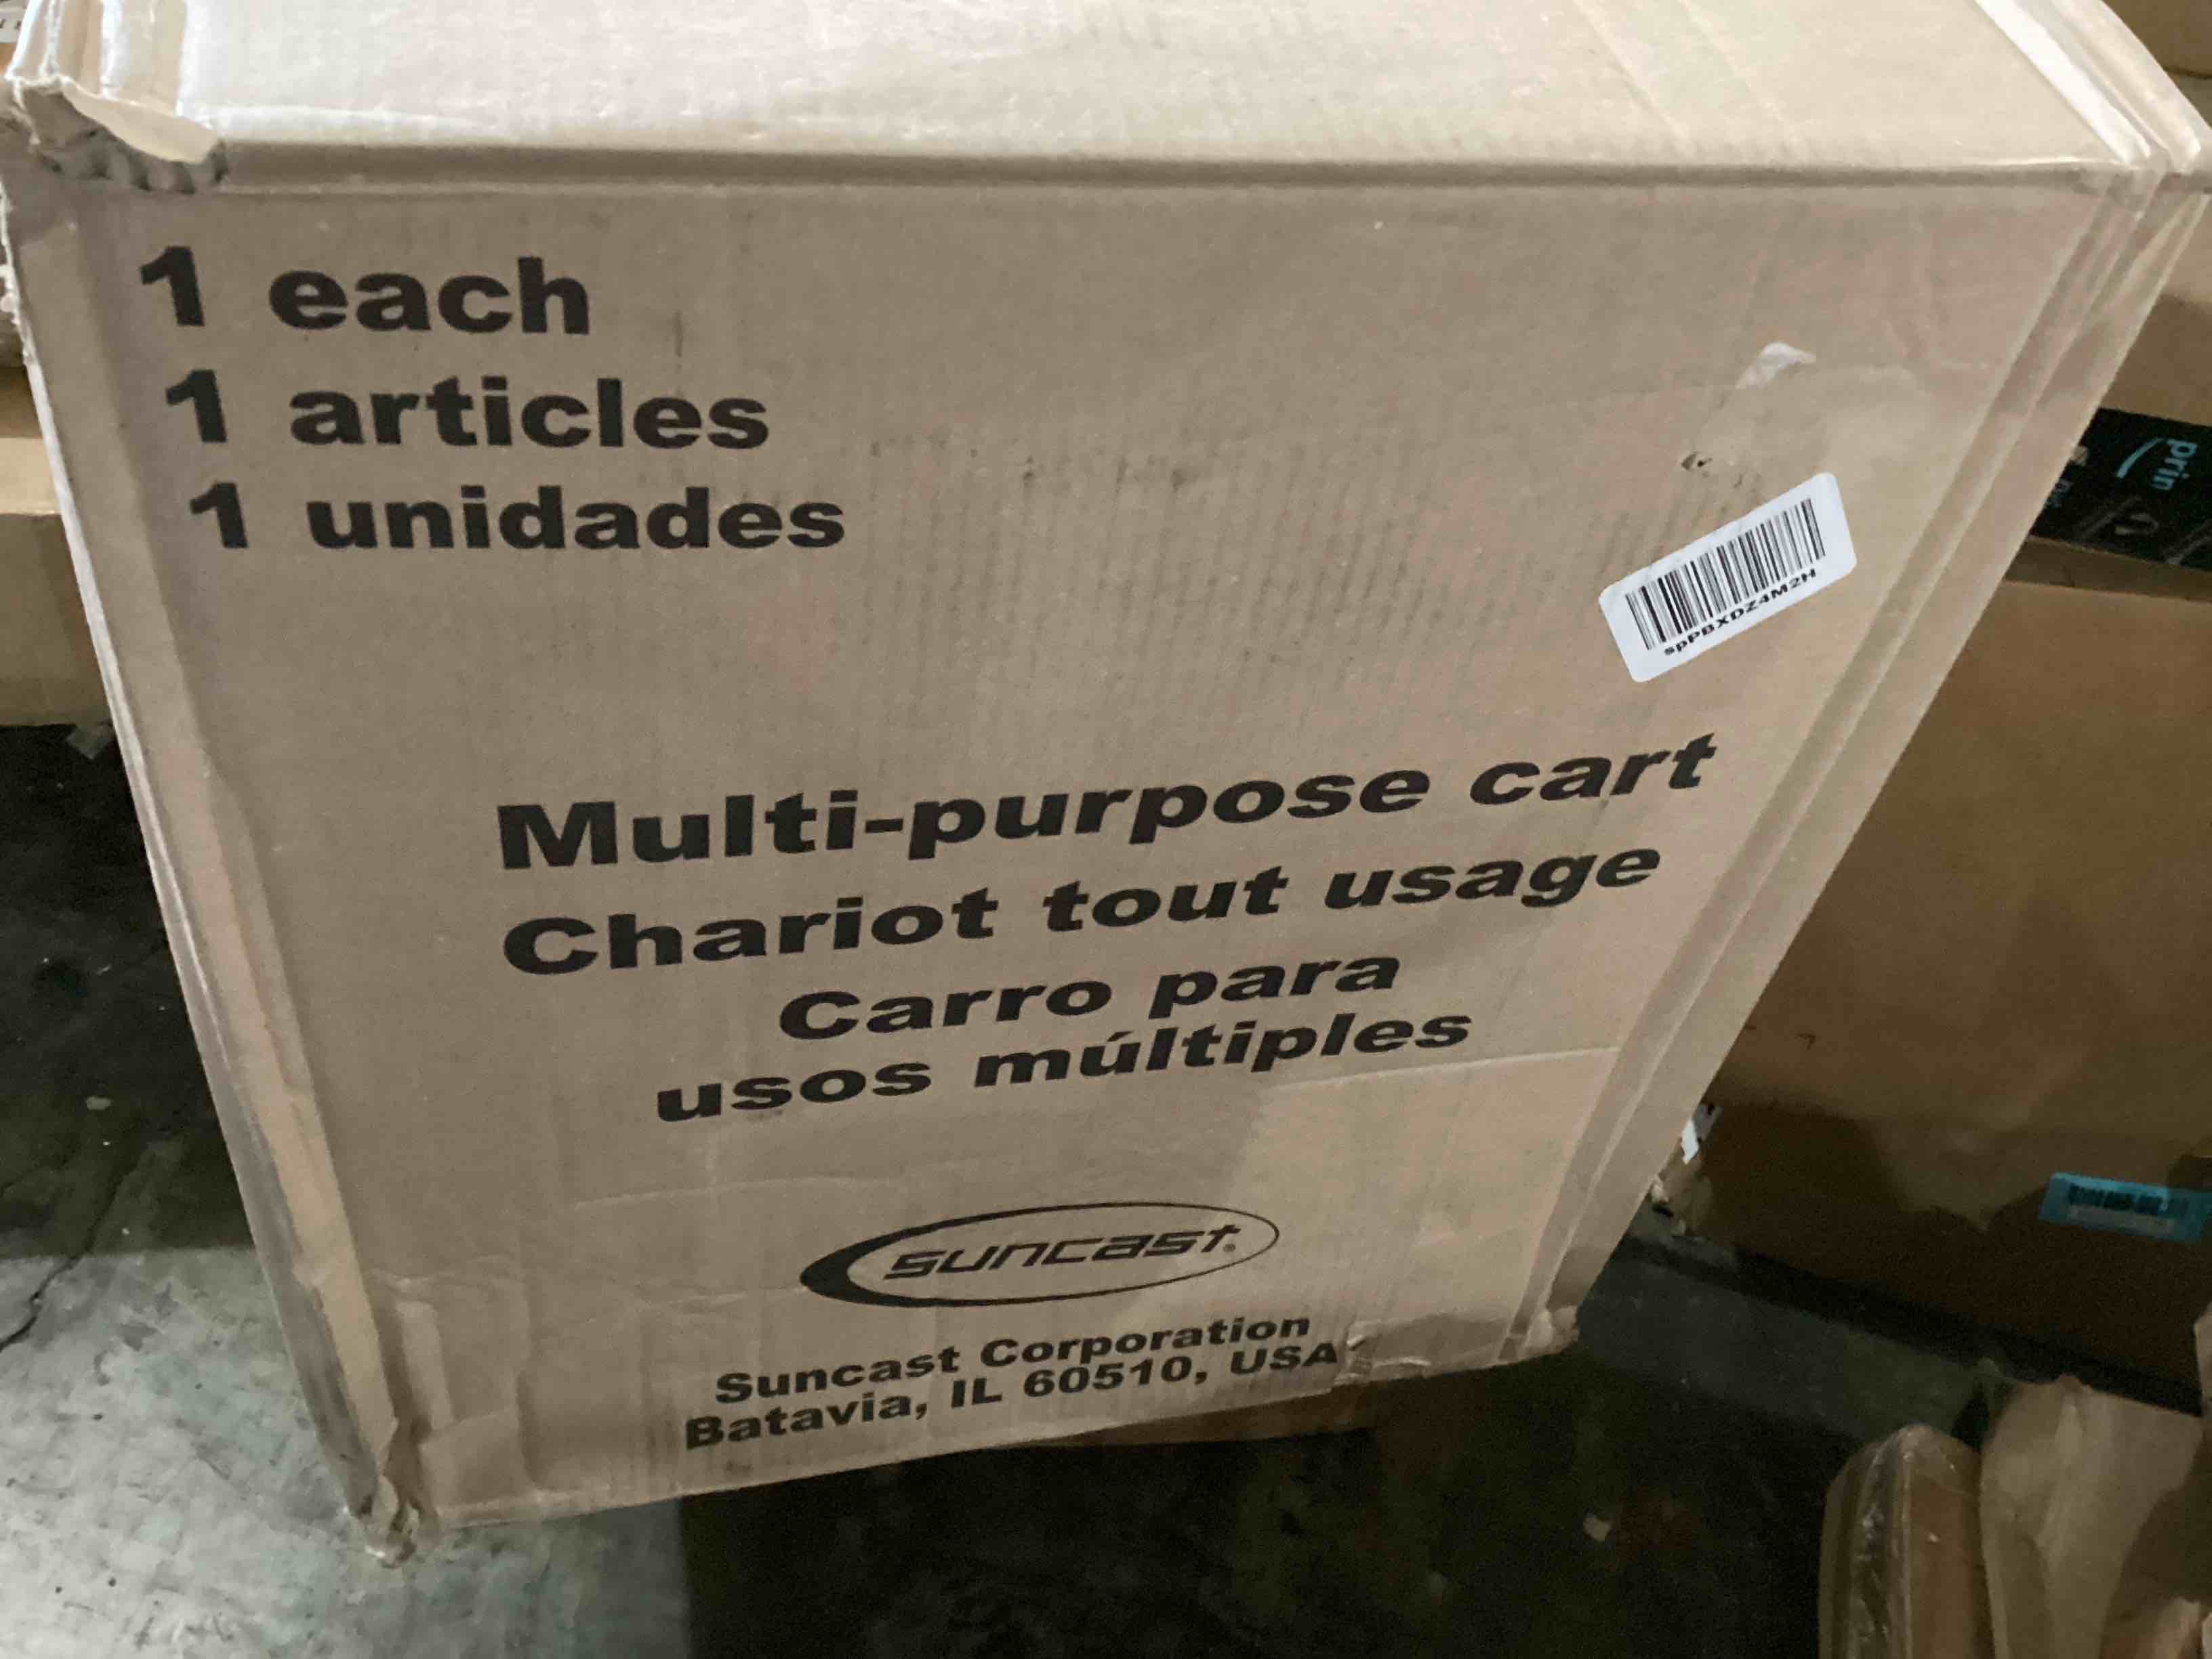 1 each
1 articles
1 unidades
spPBXDZ4M2H
Multi-purpose cart
Chariot tout usage
Carro para
usos múltiples
suncast®
Suncast Corporation
Batavia, IL 60510, USA
prin